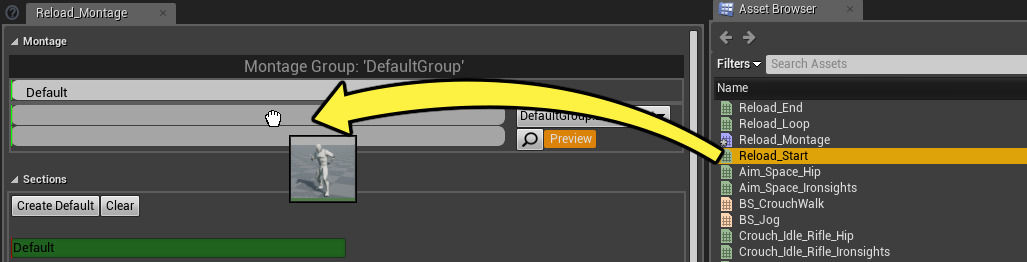 Reload_Montage
Asset Browser
Montage
Montage Group: 'DefaultGroup'
Filters
Search Assets
Default
Name
Reload_End
DefaultGroup.
Reload_Loop
Preview
Reload_Montage
Reload_Start
Sections
Aim_Space_Hip
Aim_Space_Ironsights
Create Default Clear
BS_CrouchWalk
BS_Jog
Crouch_Idle_Rifle_Hip
Default
Crouch_Idle_Rifle_Ironsights